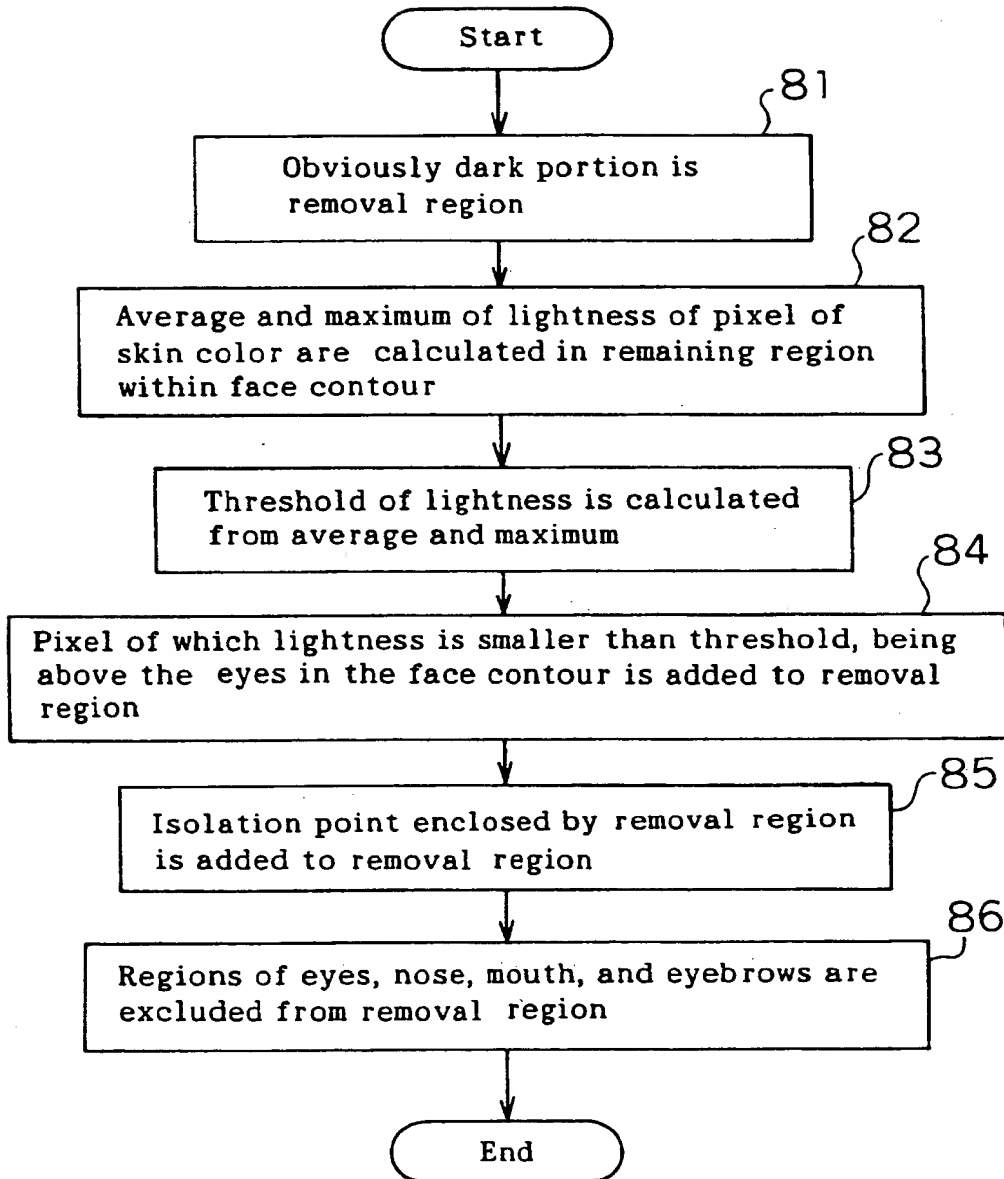 Start
81
Obviously dark portion is
removal region
82
Average and maximum of lightness of pixel of
skin color are calculated in remaining region
within face contour
83
Threshold of lightness is calculated
from average and maximum
84
Pixel of which lightness is smaller than threshold, being
above the eyes in the face contour is added to removal
region
85
Isolation point enclosed by removal region
is added to removal region
86
Regions of eyes, nose, mouth, and eyebrows are
excluded from removal region
End